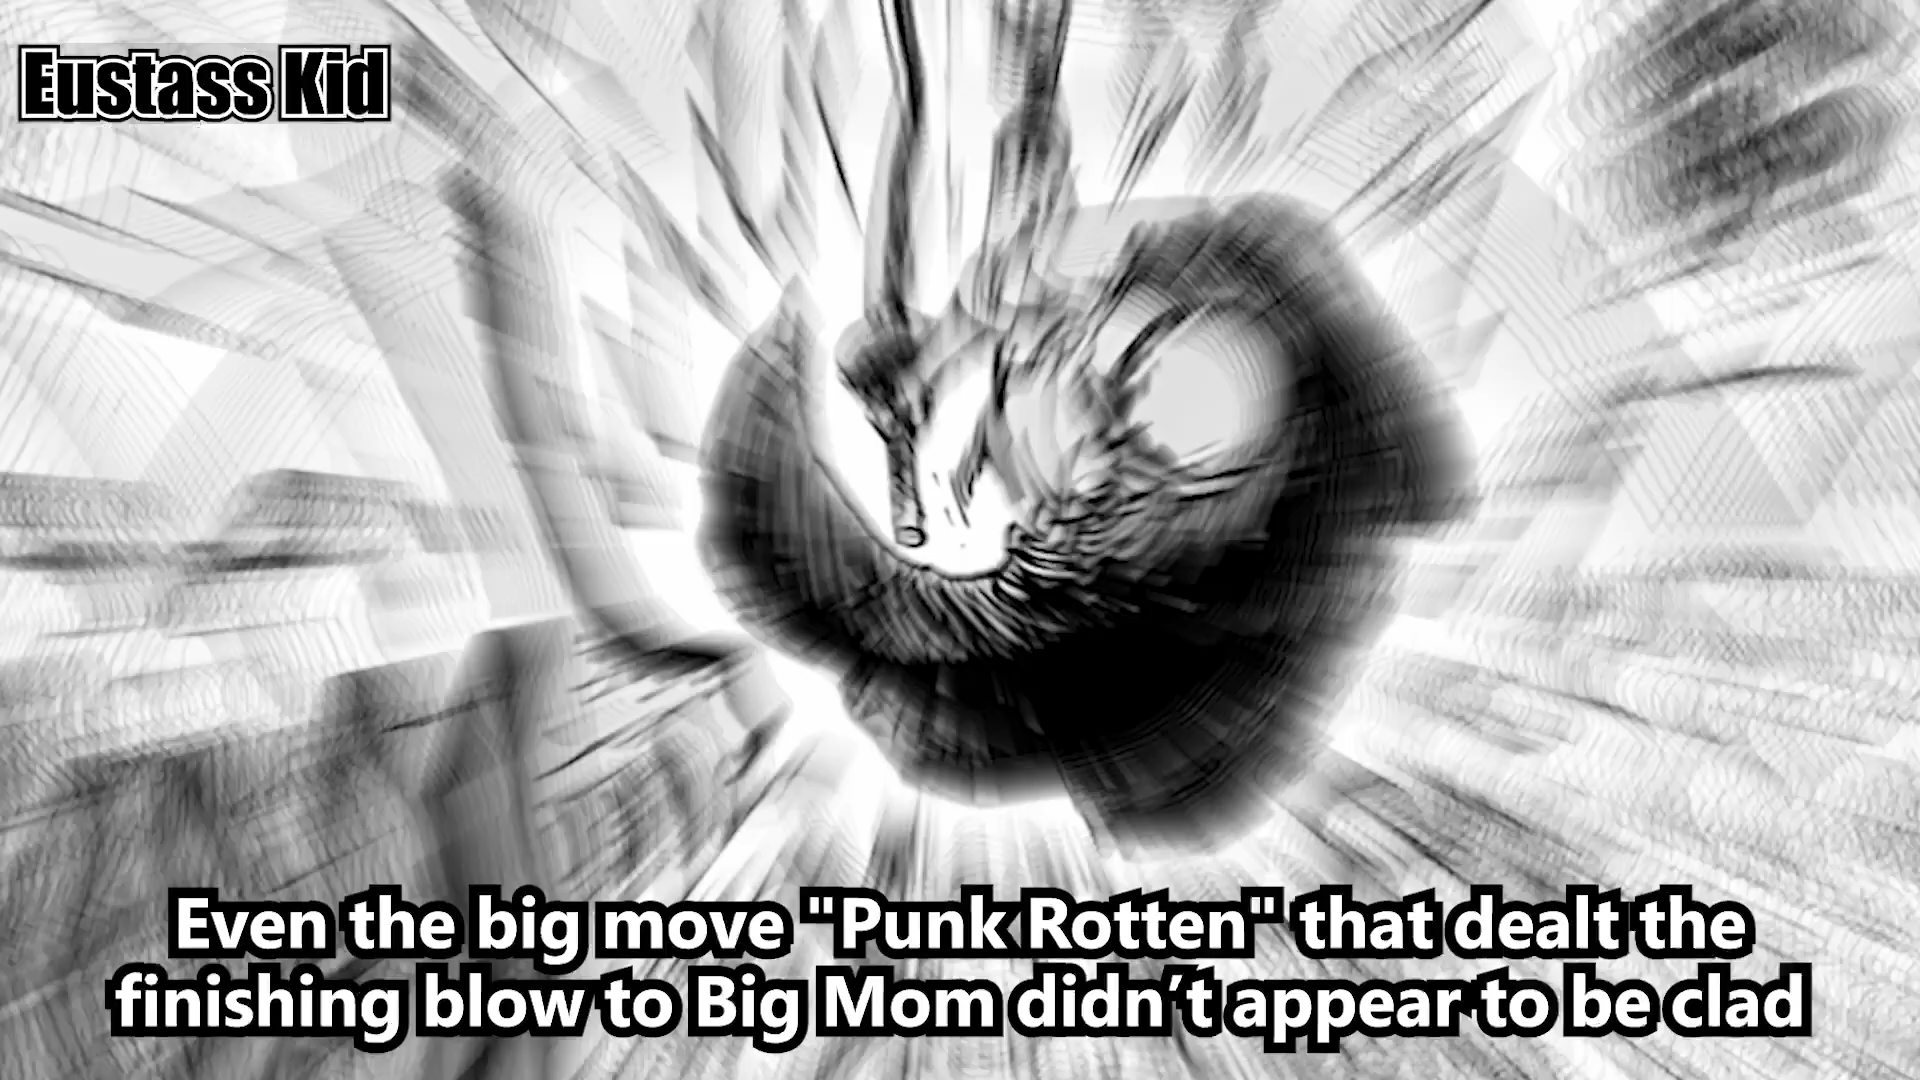 Eustass Kid
Even the big move "Punk Rotten" that dealt the
finishing blow to Big Mom didn’t appear to be clad